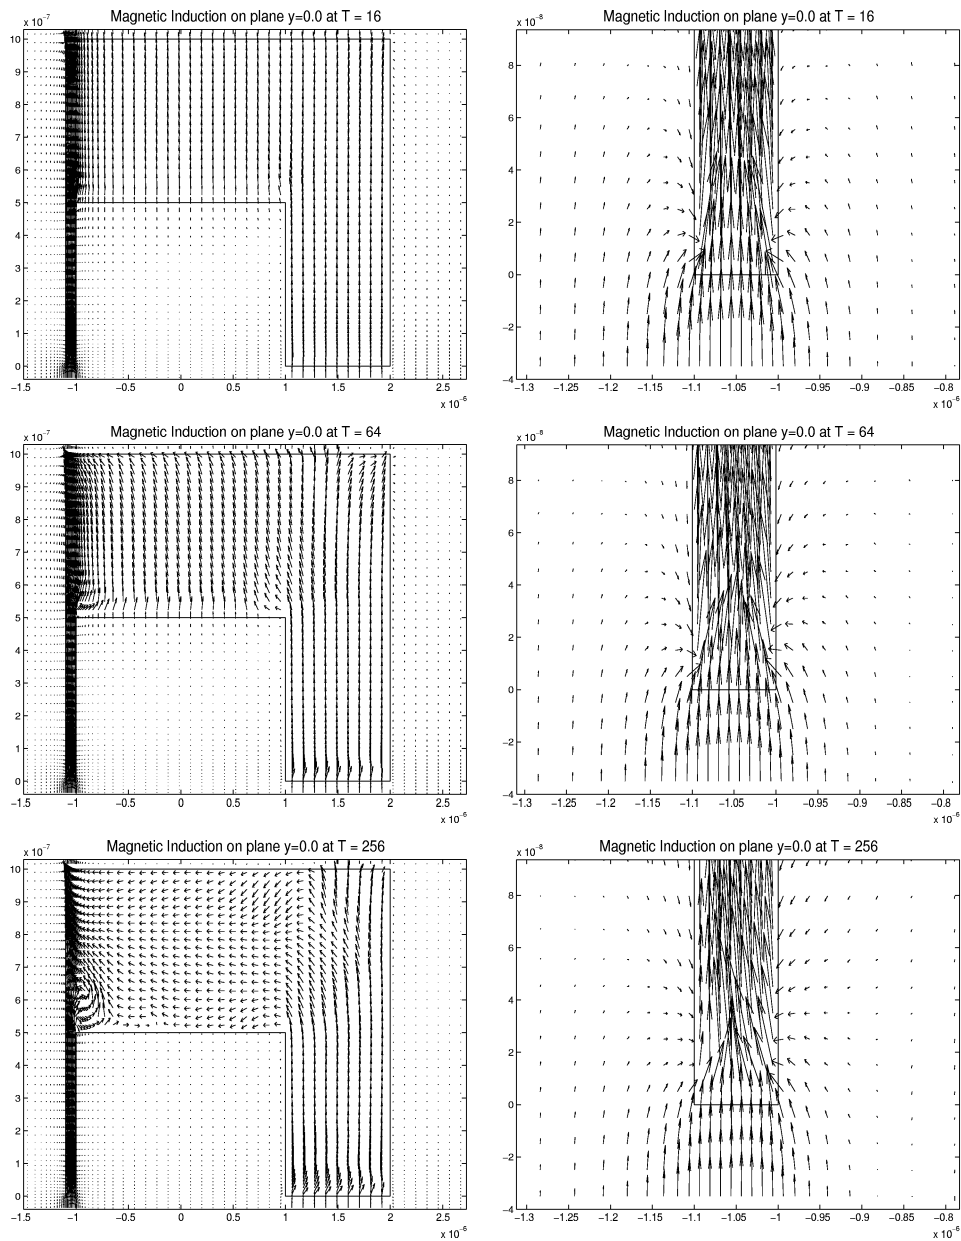 Magnetic Induction on plane y=0.0 at T = 16
x 10⁻⁷
10
9
8
7
6
5
4
3
2
1
0
−1.5 −1 −0.5 0 0.5 1 1.5 2 2.5
x 10⁻⁶
Magnetic Induction on plane y=0.0 at T = 16
x 10⁻⁸
8
6
4
2
0
−2
−4
−1.3 −1.25 −1.2 −1.15 −1.1 −1.05 −1 −0.95 −0.9 −0.85 −0.8
x 10⁻⁶
Magnetic Induction on plane y=0.0 at T = 64
x 10⁻⁷
10
9
8
7
6
5
4
3
2
1
0
−1.5 −1 −0.5 0 0.5 1 1.5 2 2.5
x 10⁻⁶
Magnetic Induction on plane y=0.0 at T = 64
x 10⁻⁸
8
6
4
2
0
−2
−4
−1.3 −1.25 −1.2 −1.15 −1.1 −1.05 −1 −0.95 −0.9 −0.85 −0.8
x 10⁻⁶
Magnetic Induction on plane y=0.0 at T = 256
x 10⁻⁷
10
9
8
7
6
5
4
3
2
1
0
−1.5 −1 −0.5 0 0.5 1 1.5 2 2.5
x 10⁻⁶
Magnetic Induction on plane y=0.0 at T = 256
x 10⁻⁸
8
6
4
2
0
−2
−4
−1.3 −1.25 −1.2 −1.15 −1.1 −1.05 −1 −0.95 −0.9 −0.85 −0.8
x 10⁻⁶